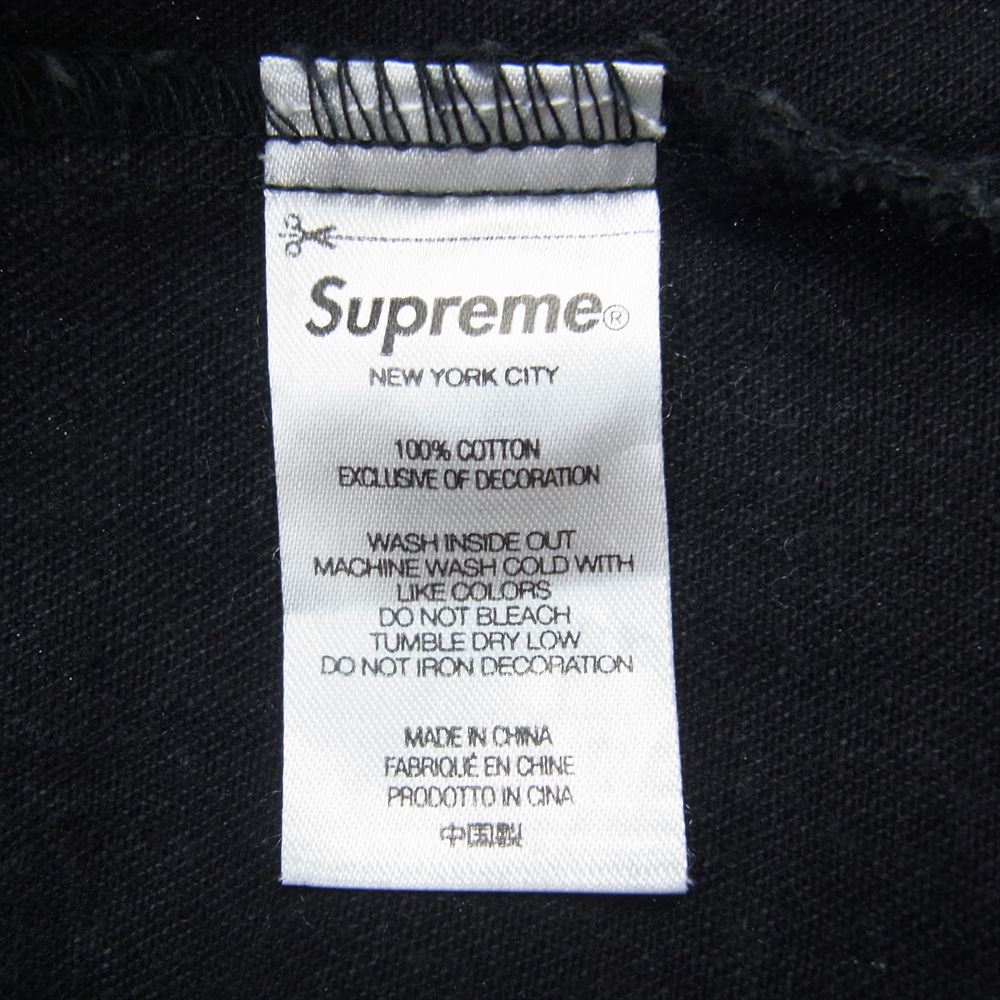 Supreme®
NEW YORK CITY
100% COTTON
EXCLUSIVE OF DECORATION
WASH INSIDE OUT
MACHINE WASH COLD WITH
LIKE COLORS
DO NOT BLEACH
TUMBLE DRY LOW
DO NOT IRON DECORATION
MADE IN CHINA
FABRIQUÉ EN CHINE
PRODOTTO IN CINA
中国製